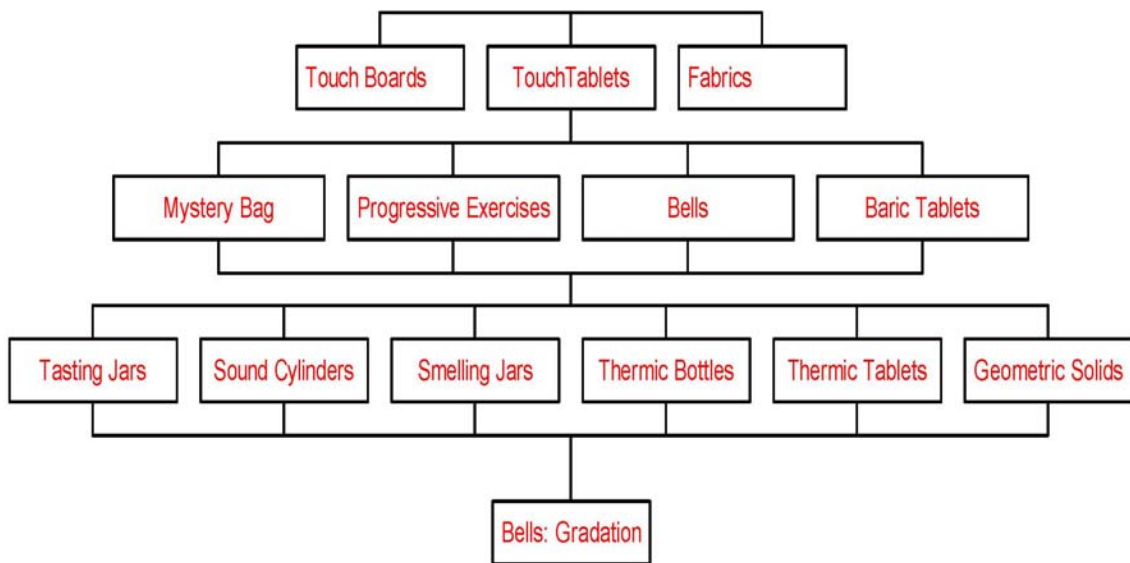 Touch Boards
TouchTablets
Fabrics
Mystery Bag
Progressive Exercises
Bells
Baric Tablets
Tasting Jars
Sound Cylinders
Smelling Jars
Thermic Bottles
Thermic Tablets
Geometric Solids
Bells: Gradation